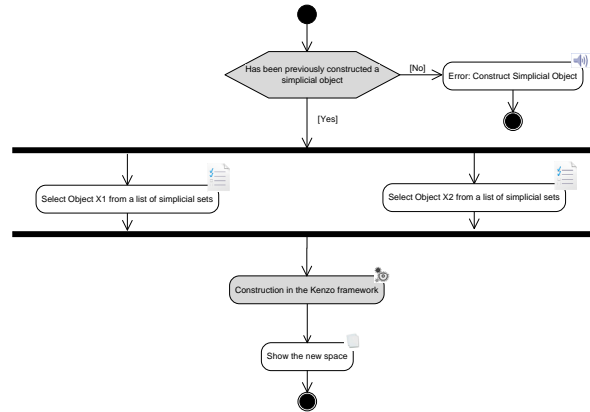 Has been previously constructed a
simplicial object
[No]
Error: Construct Simplicial Object
[Yes]
Select Object X1 from a list of simplicial sets
Select Object X2 from a list of simplicial sets
Construction in the Kenzo framework
Show the new space